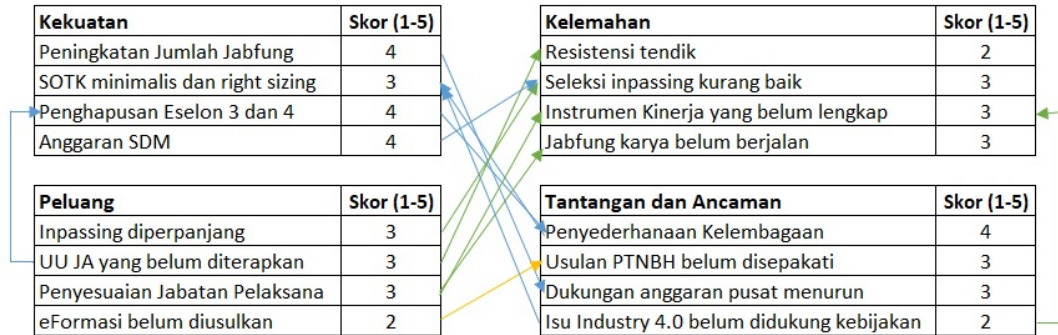 Kekuatan Skor (1-5)
Peningkatan Jumlah Jabfung 4
SOTK minimalis dan right sizing 3
Penghapusan Eselon 3 dan 4 4
Anggaran SDM 4
Kelemahan Skor (1-5)
Resistensi tendik 2
Seleksi inpassing kurang baik 3
Instrumen Kinerja yang belum lengkap 3
Jabfung karya belum berjalan 3
Peluang Skor (1-5)
Inpassing diperpanjang 3
UU JA yang belum diterapkan 3
Penyesuaian Jabatan Pelaksana 3
eFormasi belum diusulkan 2
Tantangan dan Ancaman Skor (1-5)
Penyederhanaan Kelembagaan 4
Usulan PTNBH belum disepakati 3
Dukungan anggaran pusat menurun 3
Isu Industry 4.0 belum didukung kebijakan 2